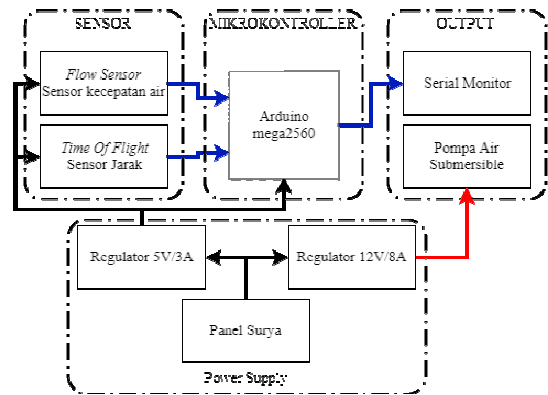 SENSOR
MIKROKONTROLLER
OUTPUT
Flow Sensor
Sensor kecepatan air
Time Of Flight
Sensor Jarak
Arduino
mega2560
Serial Monitor
Pompa Air
Submersible
Regulator 5V/3A
Regulator 12V/8A
Panel Surya
Power Supply